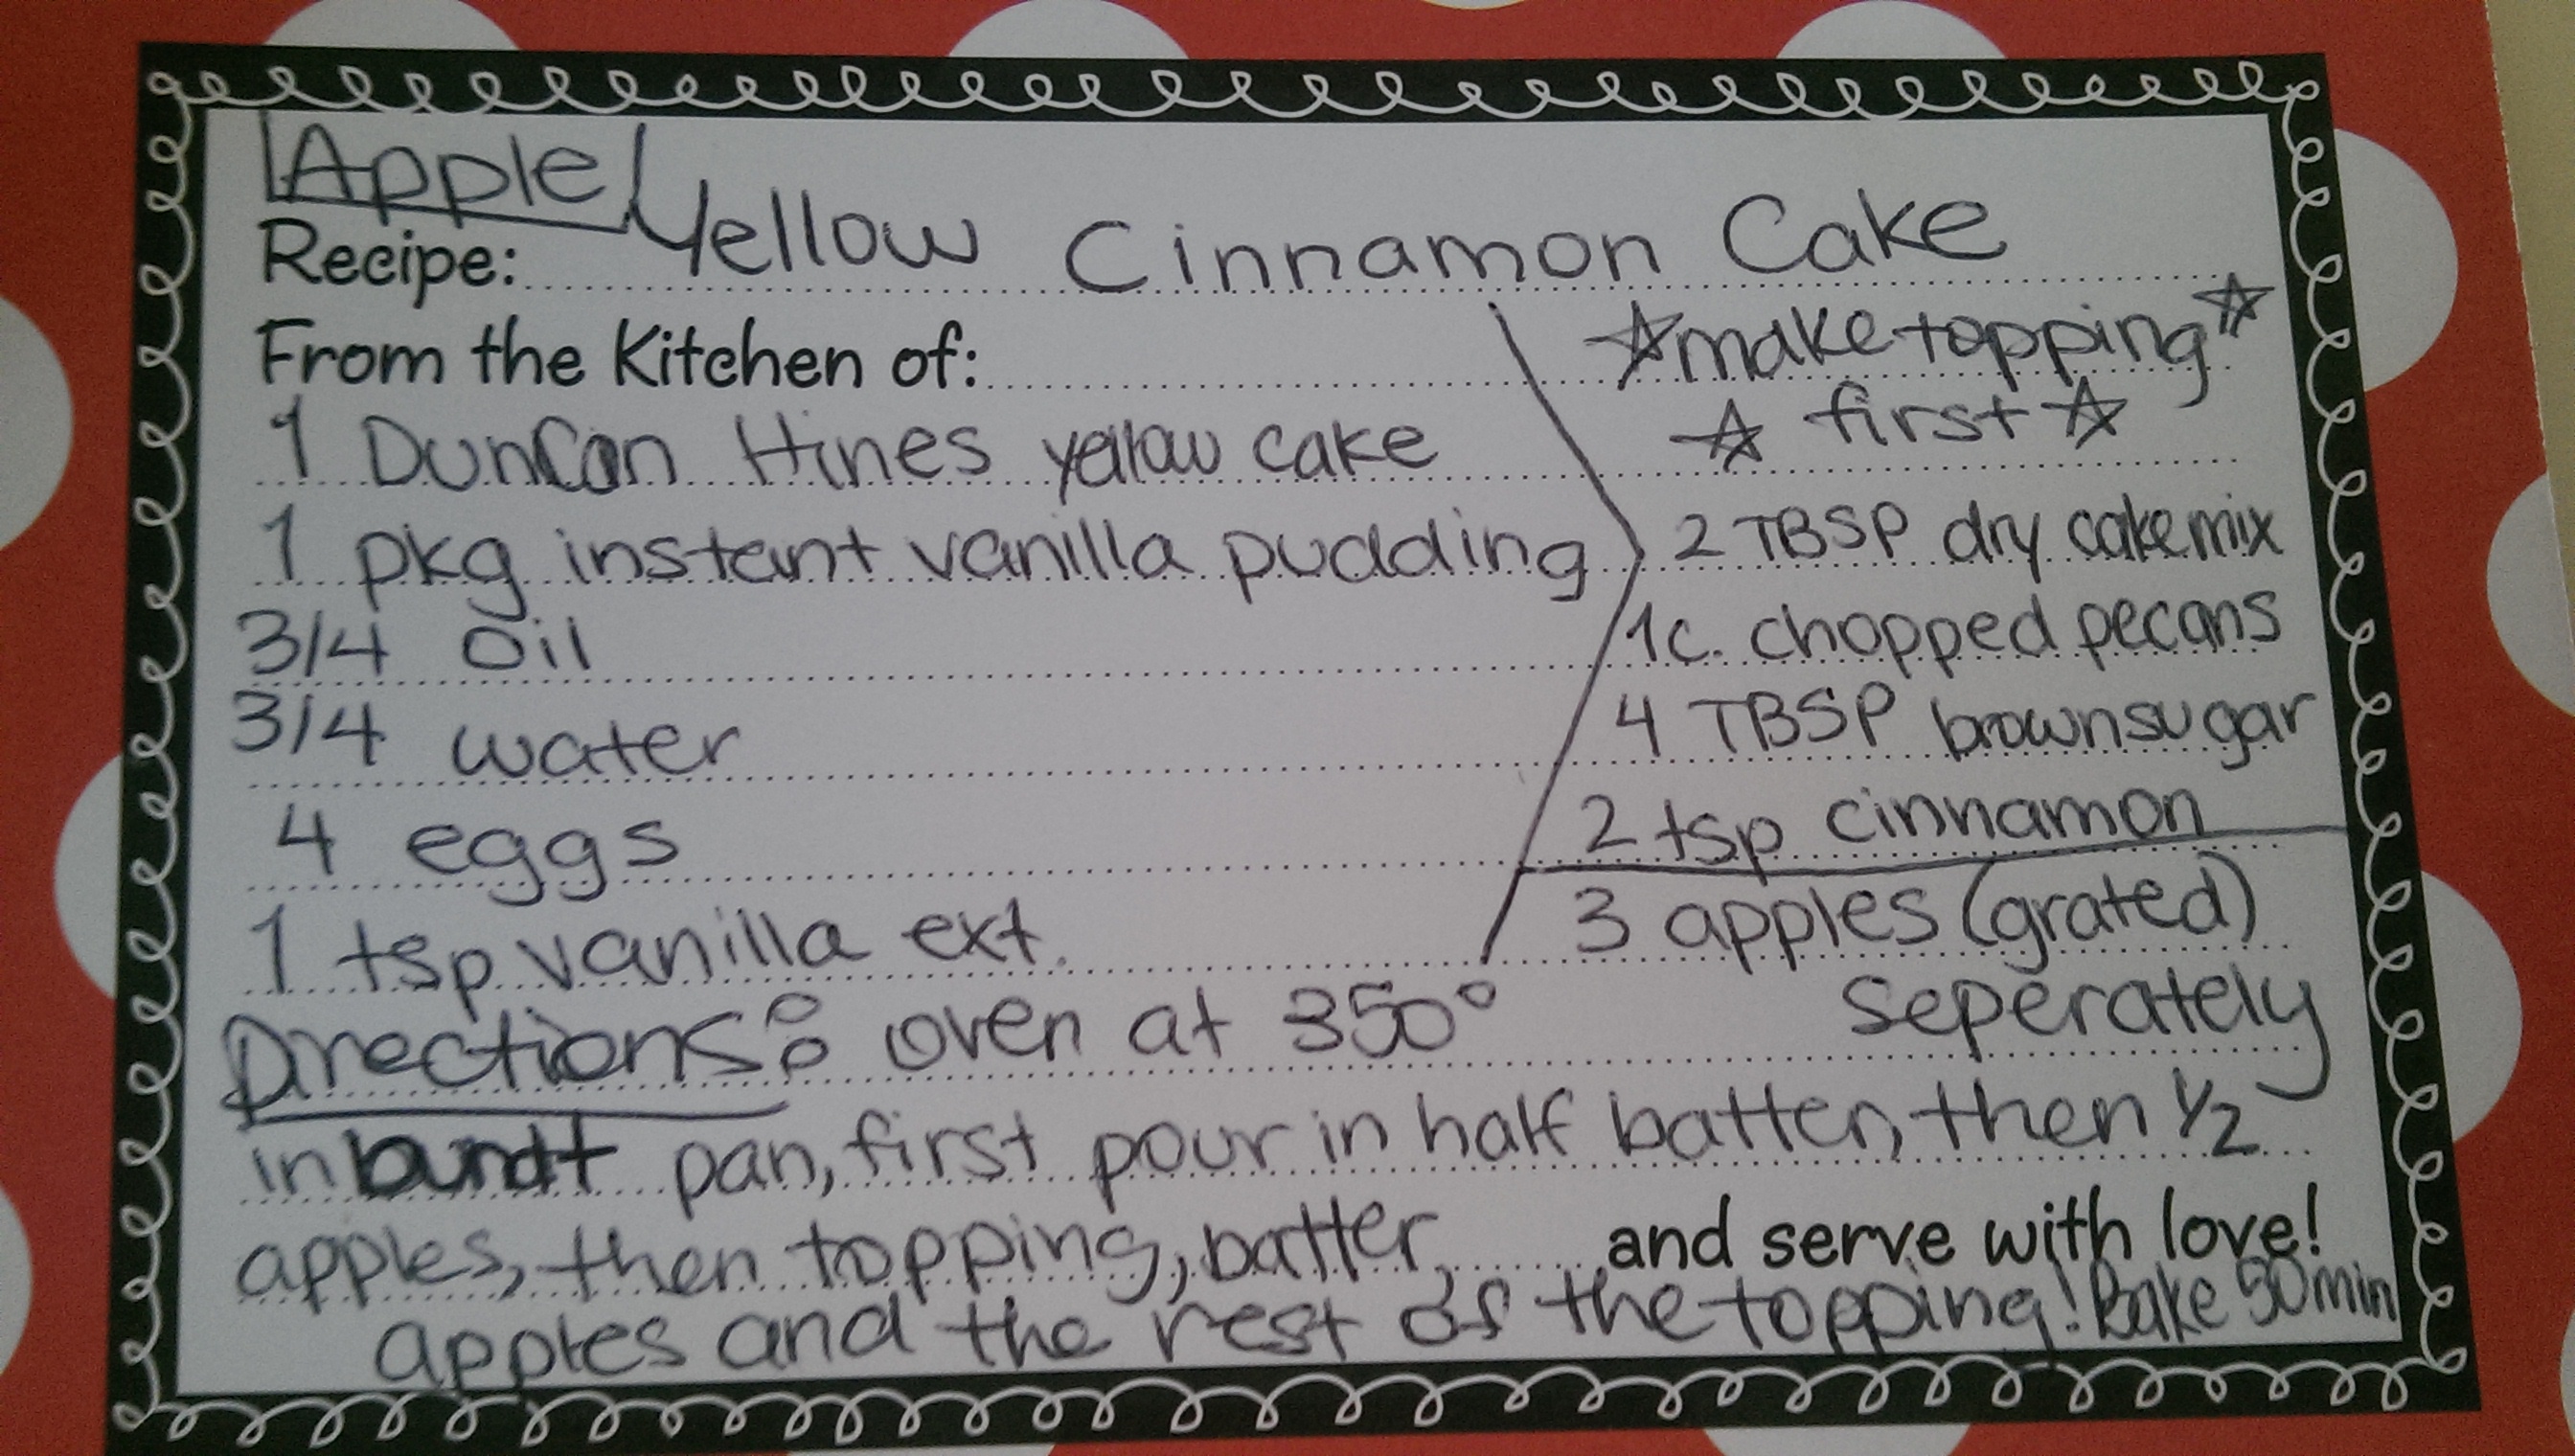 Apple
Recipe: Yellow Cinnamon Cake
From the Kitchen of:
1 Duncan Hines yellow cake
1 pkg instant vanilla pudding
3/4 oil
3/4 water
4 eggs
1 tsp vanilla ext.
☆make topping☆
☆ first ☆
2 TBSP dry cake mix
1c. chopped pecans
4 TBSP brown sugar
2 tsp cinnamon
3 apples (grated)
seperately
Directions: oven at 350°
in bundt pan, first pour in half batter, then 1/2
apples, then topping, batter, and serve with love!
apples and the rest of the topping! Bake 50 min